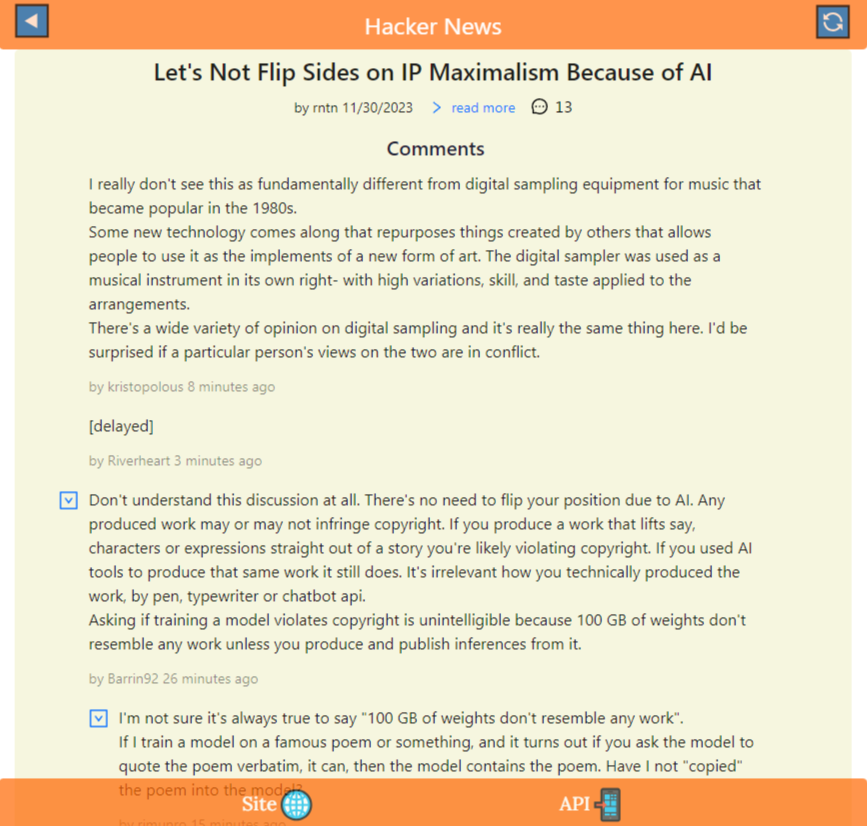 Hacker News
Let's Not Flip Sides on IP Maximalism Because of AI
by rntn 11/30/2023 > read more 13
Comments
I really don't see this as fundamentally different from digital sampling equipment for music that
became popular in the 1980s.
Some new technology comes along that repurposes things created by others that allows
people to use it as the implements of a new form of art. The digital sampler was used as a
musical instrument in its own right- with high variations, skill, and taste applied to the
arrangements.
There's a wide variety of opinion on digital sampling and it's really the same thing here. I'd be
surprised if a particular person's views on the two are in conflict.
by kristopolous 8 minutes ago
[delayed]
by Riverheart 3 minutes ago
Don't understand this discussion at all. There's no need to flip your position due to AI. Any
produced work may or may not infringe copyright. If you produce a work that lifts say,
characters or expressions straight out of a story you're likely violating copyright. If you used AI
tools to produce that same work it still does. It's irrelevant how you technically produced the
work, by pen, typewriter or chatbot api.
Asking if training a model violates copyright is unintelligible because 100 GB of weights don't
resemble any work unless you produce and publish inferences from it.
by Barrin92 26 minutes ago
I'm not sure it's always true to say "100 GB of weights don't resemble any work".
If I train a model on a famous poem or something, and it turns out if you ask the model to
quote the poem verbatim, it can, then the model contains the poem. Have I not "copied"
the poem into the model?
by rimunro 15 minutes ago
Site API